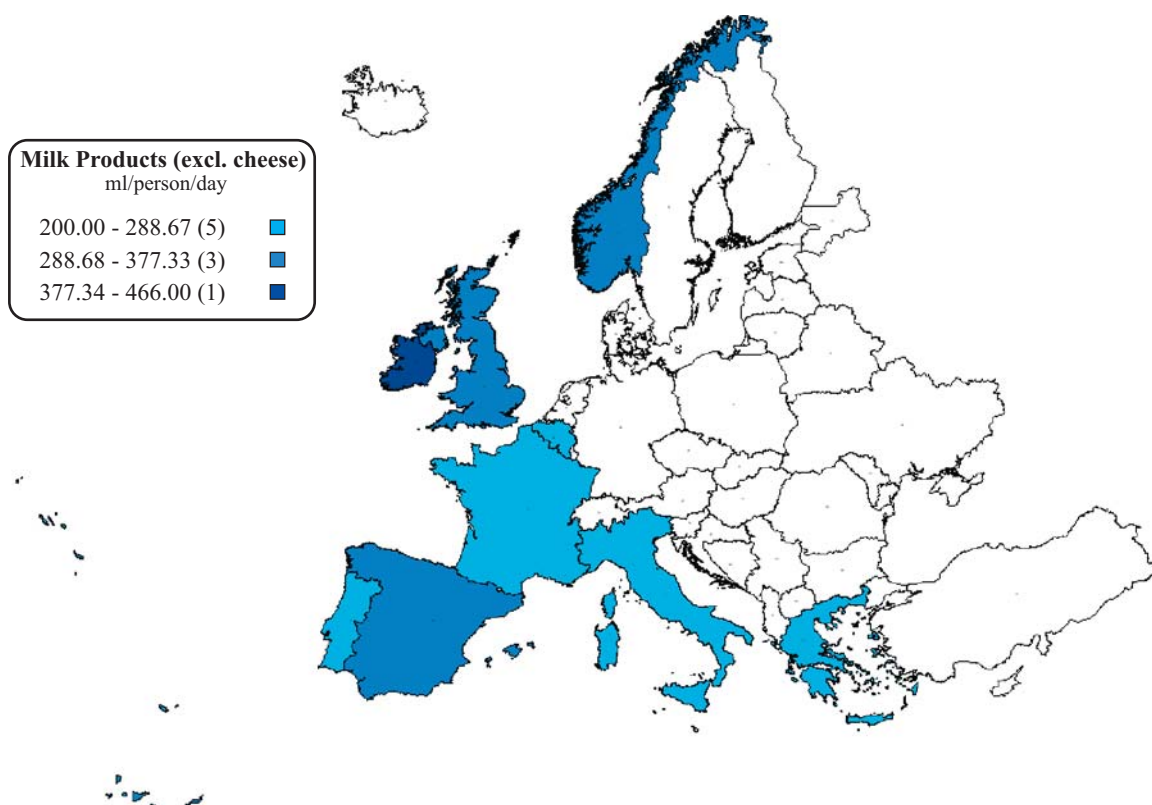 Milk Products (excl. cheese)
ml/person/day
200.00 - 288.67 (5)
288.68 - 377.33 (3)
377.34 - 466.00 (1)